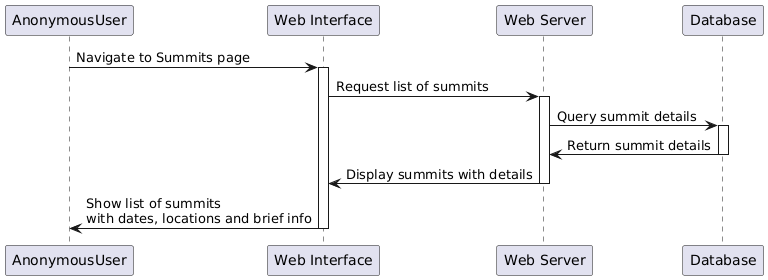 AnonymousUser
Web Interface
Web Server
Database
Navigate to Summits page
Request list of summits
Query summit details
Return summit details
Display summits with details
Show list of summits
with dates, locations and brief info
AnonymousUser
Web Interface
Web Server
Database